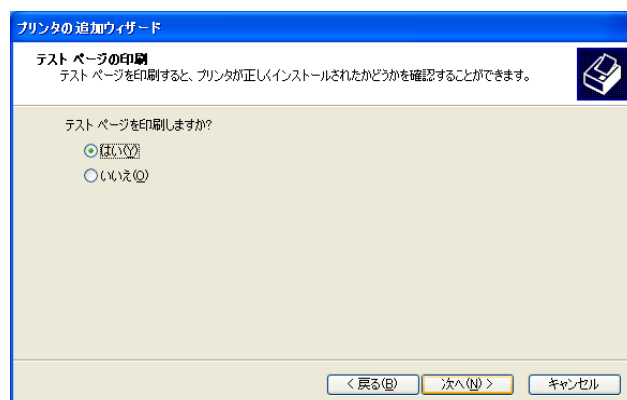 プリンタの追加ウィザード
テスト ページの印刷
テスト ページを印刷すると、プリンタが正しくインストールされたかどうかを確認することができます。
テスト ページを印刷しますか?
はい(Y)
いいえ(O)
< 戻る(B) 次へ(N) > キャンセル